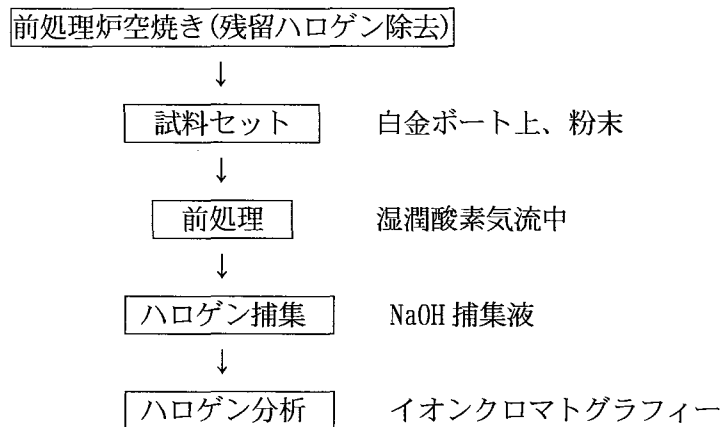 前処理炉空焼き(残留ハロゲン除去)
↓
試料セット 白金ボート上、粉末
↓
前処理 湿潤酸素気流中
↓
ハロゲン捕集 NaOH 捕集液
↓
ハロゲン分析 イオンクロマトグラフィー